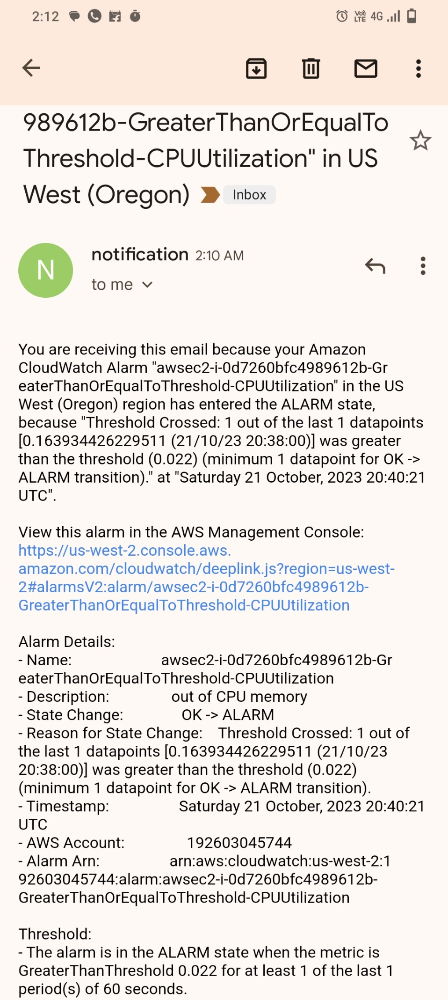 2:12
VoLTE 4G
989612b-GreaterThanOrEqualTo
Threshold-CPUUtilization" in US
West (Oregon) Inbox
N
notification 2:10 AM
to me
You are receiving this email because your Amazon
CloudWatch Alarm "awsec2-i-0d7260bfc4989612b-Gr
eaterThanOrEqualToThreshold-CPUUtilization" in the US
West (Oregon) region has entered the ALARM state,
because "Threshold Crossed: 1 out of the last 1 datapoints
[0.163934426229511 (21/10/23 20:38:00)] was greater
than the threshold (0.022) (minimum 1 datapoint for OK ->
ALARM transition)." at "Saturday 21 October, 2023 20:40:21
UTC".
View this alarm in the AWS Management Console:
https://us-west-2.console.aws.
amazon.com/cloudwatch/deeplink.js?region=us-west-
2#alarmsV2:alarm/awsec2-i-0d7260bfc4989612b-
GreaterThanOrEqualToThreshold-CPUUtilization
Alarm Details:
- Name: awsec2-i-0d7260bfc4989612b-Gr
eaterThanOrEqualToThreshold-CPUUtilization
- Description: out of CPU memory
- State Change: OK -> ALARM
- Reason for State Change: Threshold Crossed: 1 out of
the last 1 datapoints [0.163934426229511 (21/10/23
20:38:00)] was greater than the threshold (0.022)
(minimum 1 datapoint for OK -> ALARM transition).
- Timestamp: Saturday 21 October, 2023 20:40:21
UTC
- AWS Account: 192603045744
- Alarm Arn: arn:aws:cloudwatch:us-west-2:1
92603045744:alarm:awsec2-i-0d7260bfc4989612b-
GreaterThanOrEqualToThreshold-CPUUtilization
Threshold:
- The alarm is in the ALARM state when the metric is
GreaterThanThreshold 0.022 for at least 1 of the last 1
period(s) of 60 seconds.